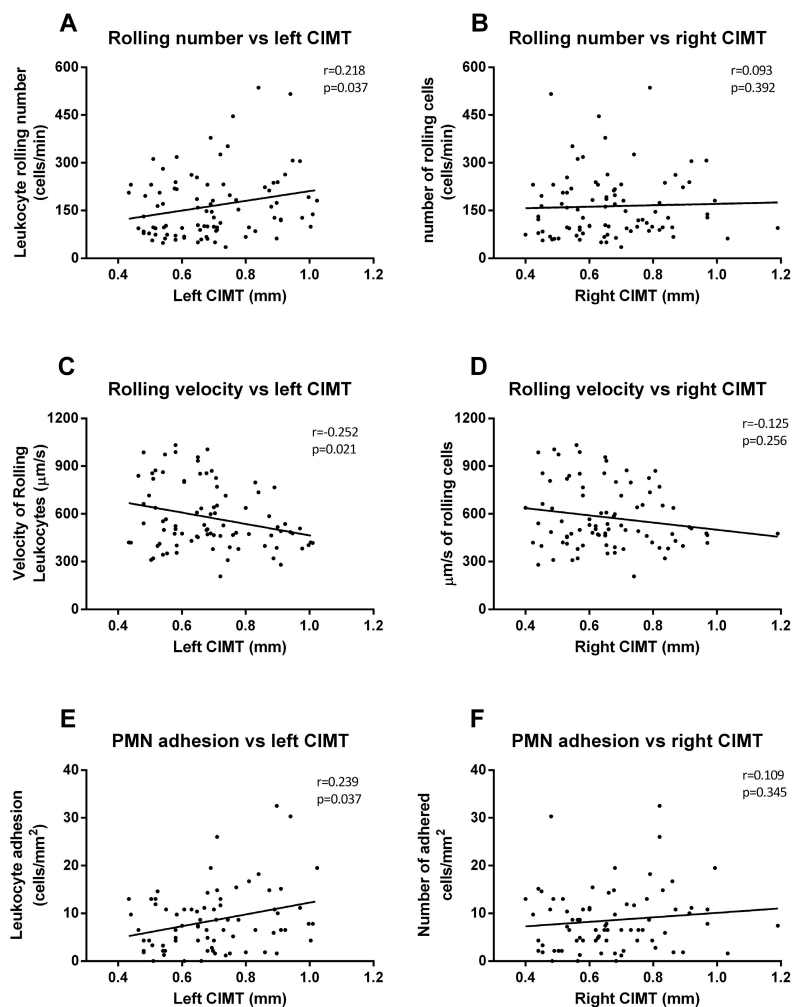 A
Rolling number vs left CIMT
r=0.218
p=0.037
Leukocyte rolling number
(cells/min)
600
450
300
150
0
0.4 0.6 0.8 1.0 1.2
Left CIMT (mm)
B
Rolling number vs right CIMT
r=0.093
p=0.392
number of rolling cells
(cells/min)
600
450
300
150
0
0.4 0.6 0.8 1.0 1.2
Right CIMT (mm)
C
Rolling velocity vs left CIMT
r=-0.252
p=0.021
Velocity of Rolling
Leukocytes (µm/s)
1200
900
600
300
0
0.4 0.6 0.8 1.0 1.2
Left CIMT (mm)
D
Rolling velocity vs right CIMT
r=-0.125
p=0.256
µm/s of rolling cells
1200
900
600
300
0
0.4 0.6 0.8 1.0 1.2
Right CIMT (mm)
E
PMN adhesion vs left CIMT
r=0.239
p=0.037
Leukocyte adhesion
(cells/mm²)
40
30
20
10
0
0.4 0.6 0.8 1.0 1.2
Left CIMT (mm)
F
PMN adhesion vs right CIMT
r=0.109
p=0.345
Number of adhered
cells/mm²
40
30
20
10
0
0.4 0.6 0.8 1.0 1.2
Right CIMT (mm)